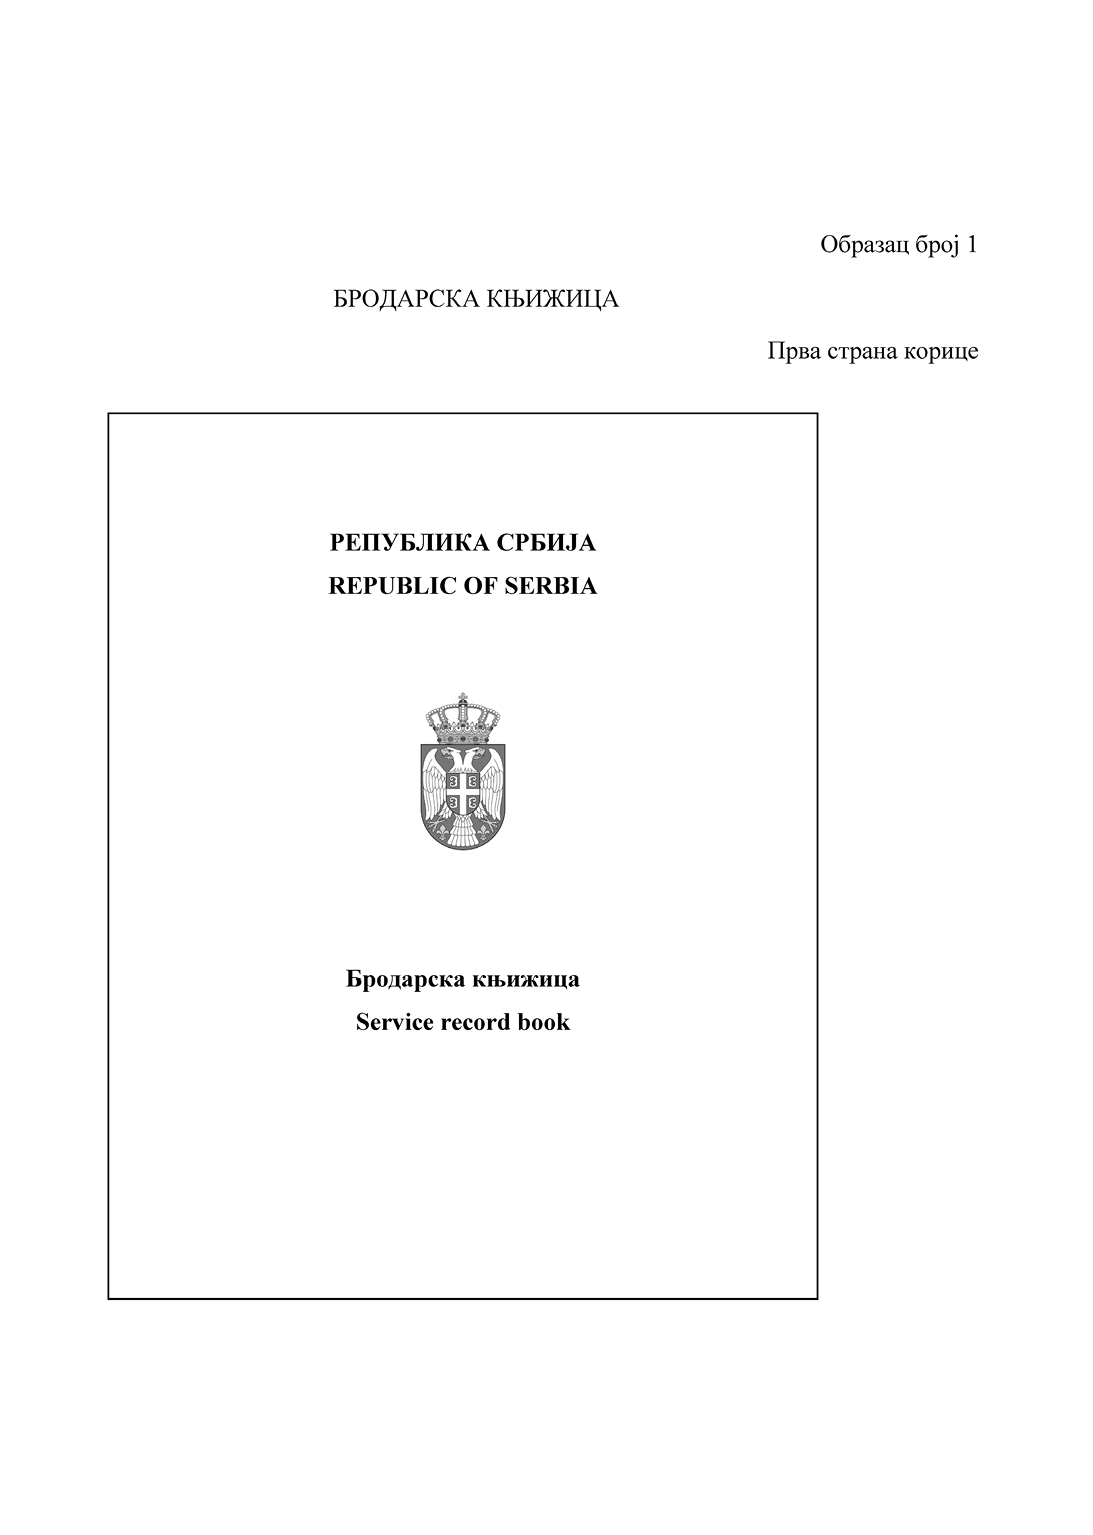 Образац број 1
БРОДАРСКА КЊИЖИЦА
Прва страна корице
РЕПУБЛИКА СРБИЈА
REPUBLIC OF SERBIA
Бродарска књижица
Service record book